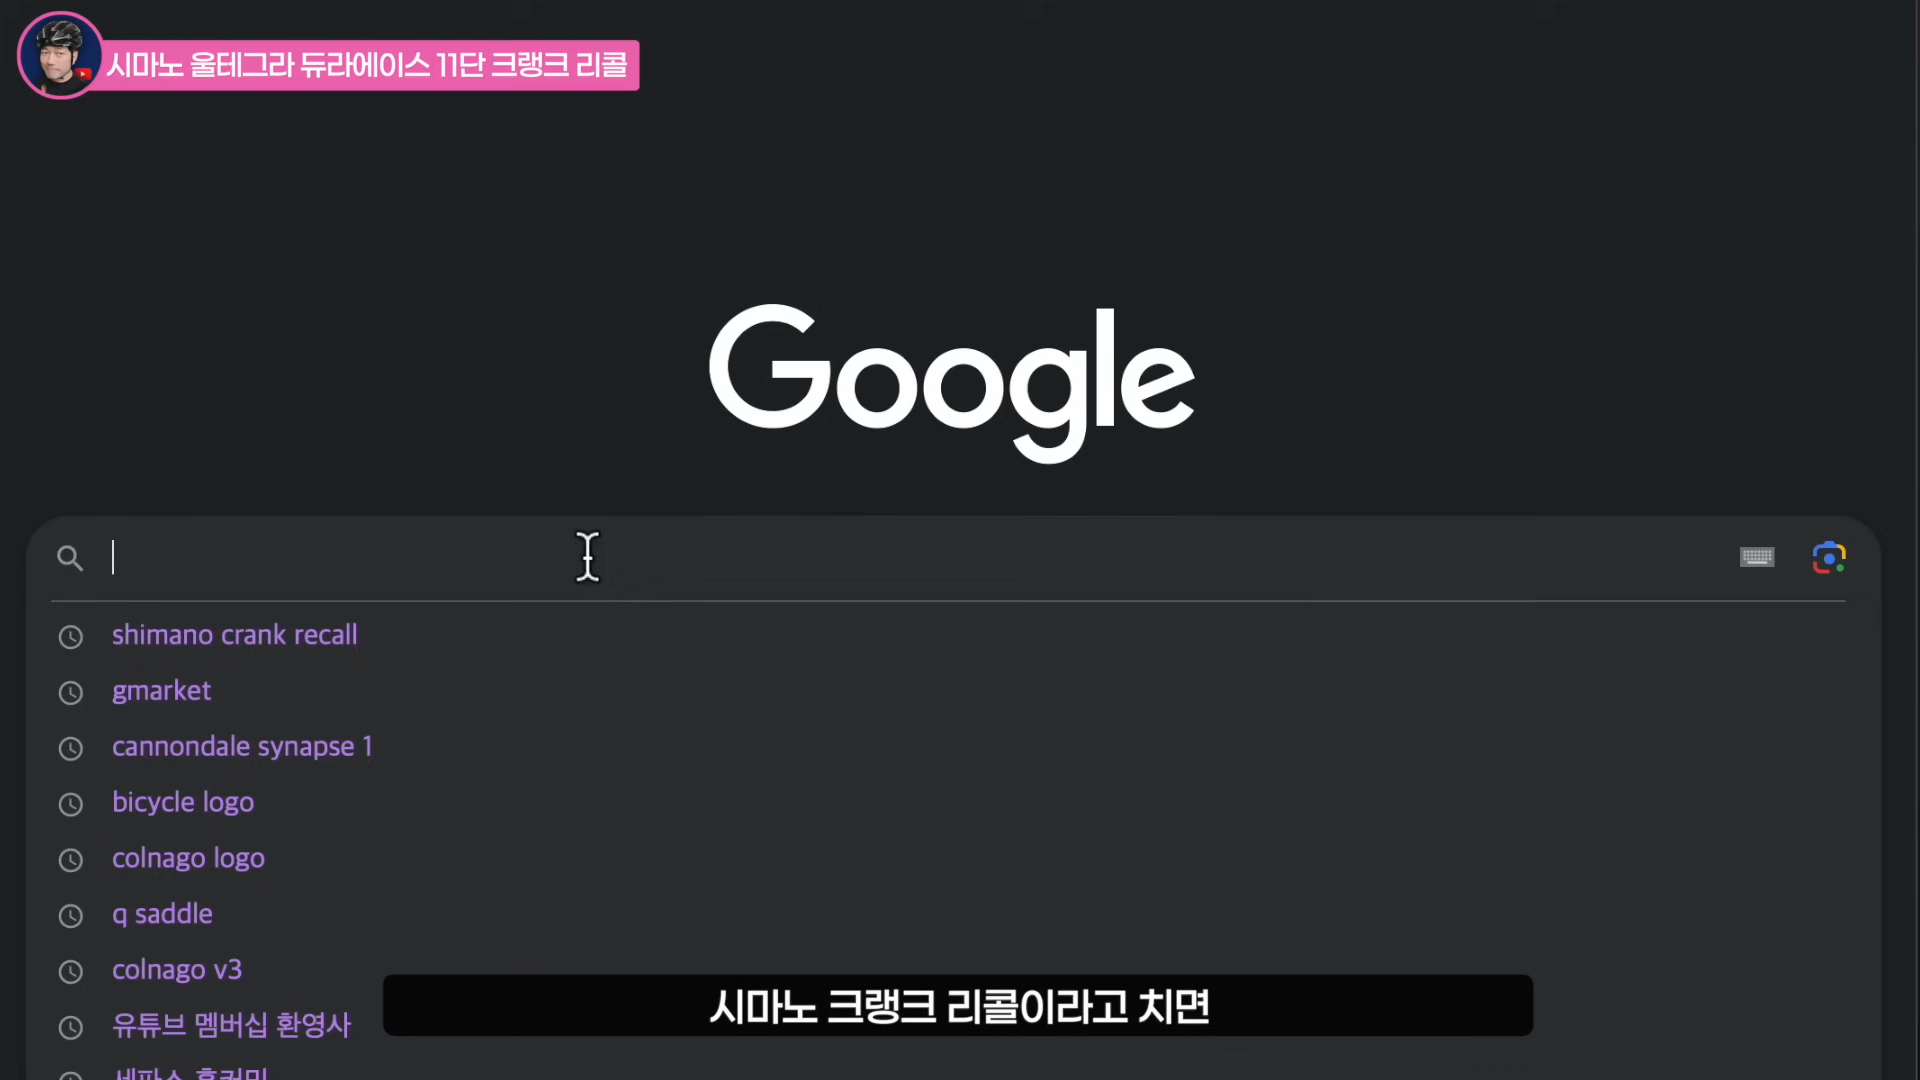 시마노 울테그라 듀라에이스 11단 크랭크 리콜
Google
shimano crank recall
gmarket
cannondale synapse 1
bicycle logo
colnago logo
q saddle
colnago v3
유튜브 멤버십 환영사
시마노 크랭크 리콜이라고 치면